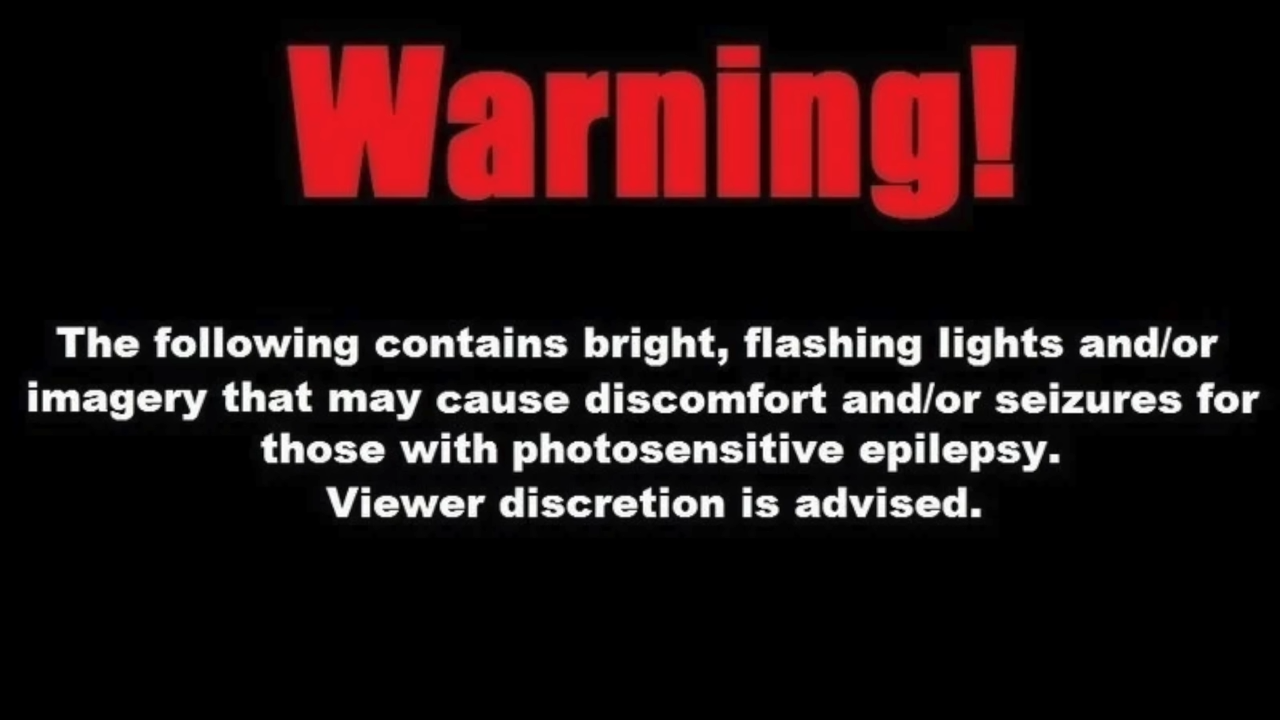 Warning!
The following contains bright, flashing lights and/or
imagery that may cause discomfort and/or seizures for
those with photosensitive epilepsy.
Viewer discretion is advised.